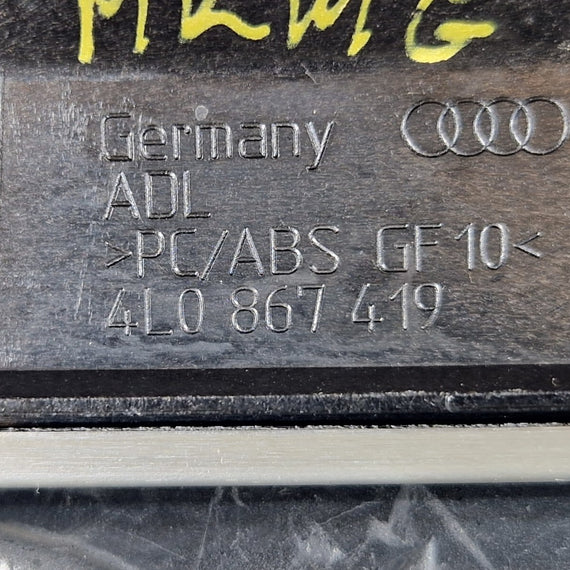 Germany
ADL
>PC/ABS GF10<
4L0 867 419